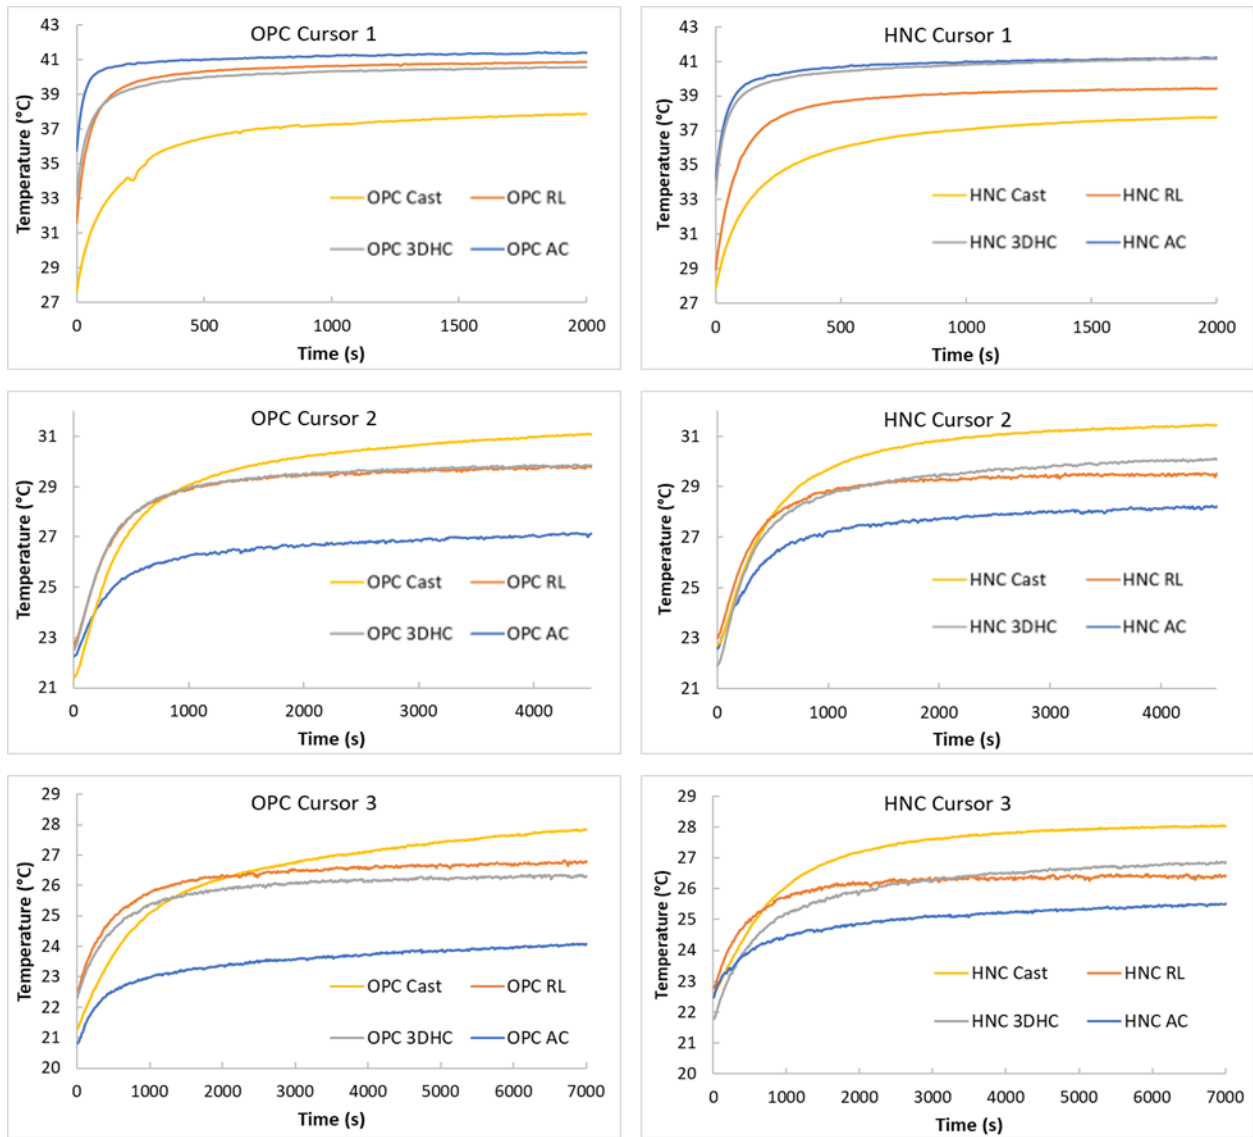 OPC Cursor 1
43
41
39
37
35
33
31
29
27
Temperature (°C)
OPC Cast
OPC RL
OPC 3DHC
OPC AC
0 500 1000 1500 2000
Time (s)
HNC Cursor 1
43
41
39
37
35
33
31
29
27
Temperature (°C)
HNC Cast
HNC RL
HNC 3DHC
HNC AC
0 500 1000 1500 2000
Time (s)
OPC Cursor 2
31
29
27
25
23
21
Temperature (°C)
OPC Cast
OPC RL
OPC 3DHC
OPC AC
0 1000 2000 3000 4000
Time (s)
HNC Cursor 2
31
29
27
25
23
21
Temperature (°C)
HNC Cast
HNC RL
HNC 3DHC
HNC AC
0 1000 2000 3000 4000
Time (s)
OPC Cursor 3
29
28
27
26
25
24
23
22
21
20
Temperature (°C)
OPC Cast
OPC RL
OPC 3DHC
OPC AC
0 1000 2000 3000 4000 5000 6000 7000
Time (s)
HNC Cursor 3
29
28
27
26
25
24
23
22
21
20
Temperature (°C)
HNC Cast
HNC RL
HNC 3DHC
HNC AC
0 1000 2000 3000 4000 5000 6000 7000
Time (s)